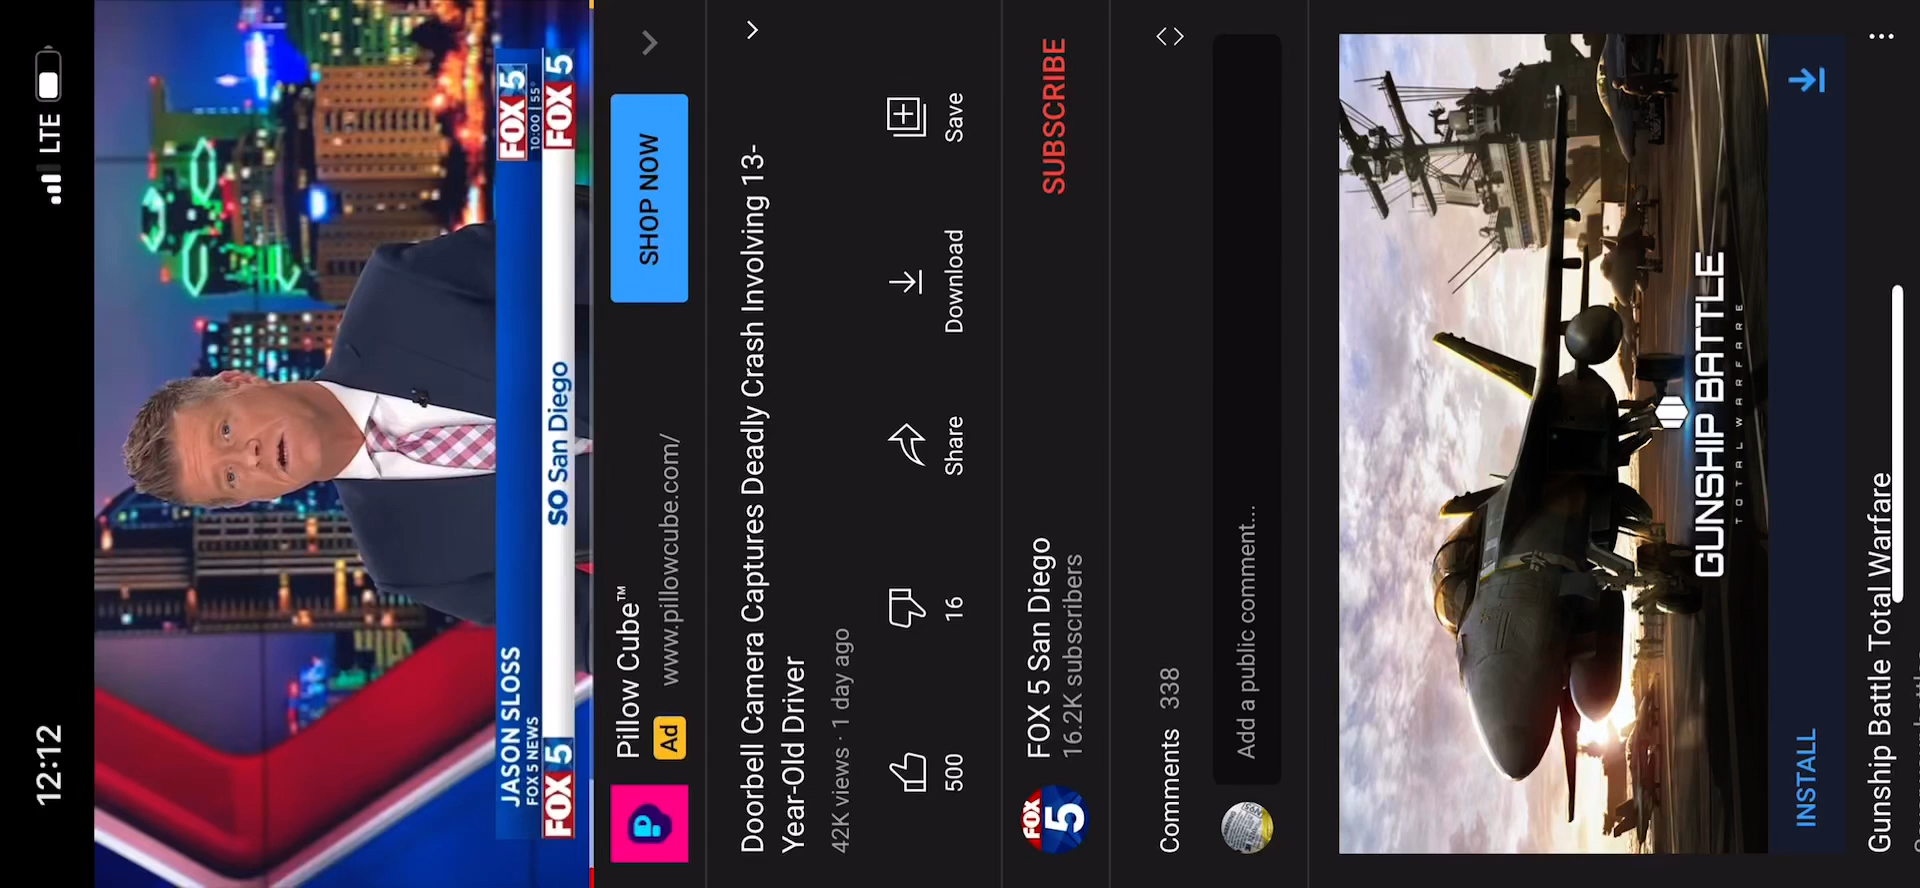 12:12
LTE
FOX 5
10:00 | 55°
JASON SLOSS
FOX 5 NEWS
FOX 5
SO San Diego
FOX 5
Pillow Cube™
Ad
www.pillowcube.com/
SHOP NOW
Doorbell Camera Captures Deadly Crash Involving 13-
Year-Old Driver
42K views · 1 day ago
500
16
Share
Download
Save
FOX 5
FOX 5 San Diego
16.2K subscribers
SUBSCRIBE
Comments 338
Add a public comment...
GUNSHIP BATTLE
TOTAL WARFARE
INSTALL
Gunship Battle Total Warfare